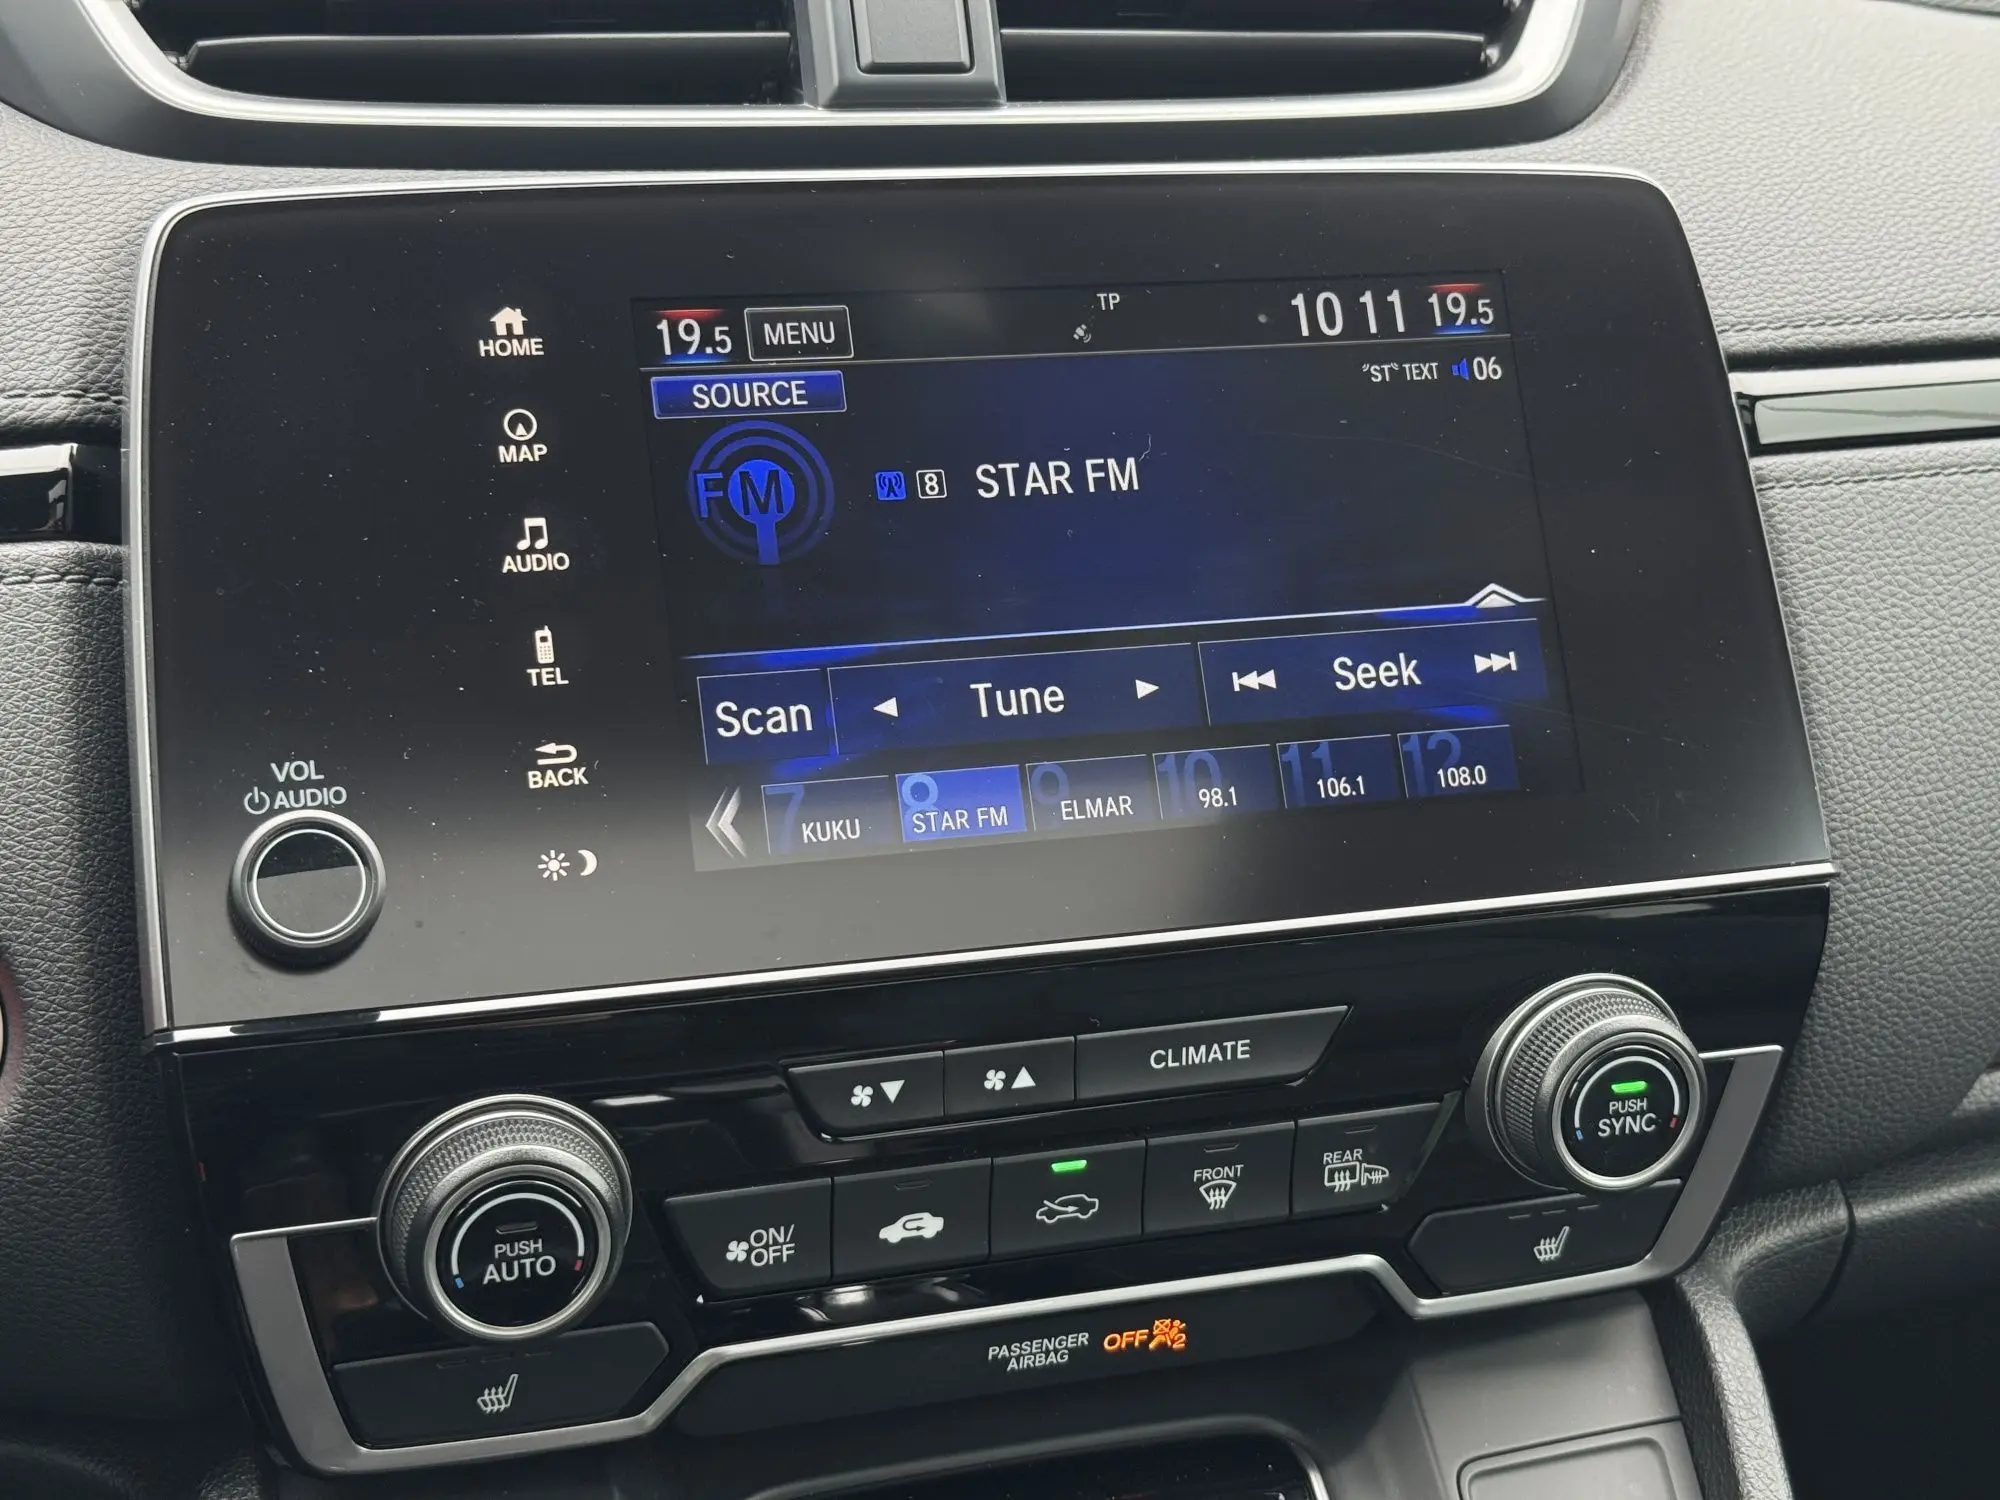 TP
19.5 MENU 10 11 19.5
SOURCE
"ST" TEXT 06
FM
8 STAR FM
Scan Tune Seek
7 KUKU
8 STAR FM
9 ELMAR
10 98.1
11 106.1
12 108.0
HOME
MAP
AUDIO
TEL
BACK
VOL
AUDIO
CLIMATE
PUSH
SYNC
PUSH
AUTO
ON/
OFF
FRONT
REAR
PASSENGER
AIRBAG
OFF 2